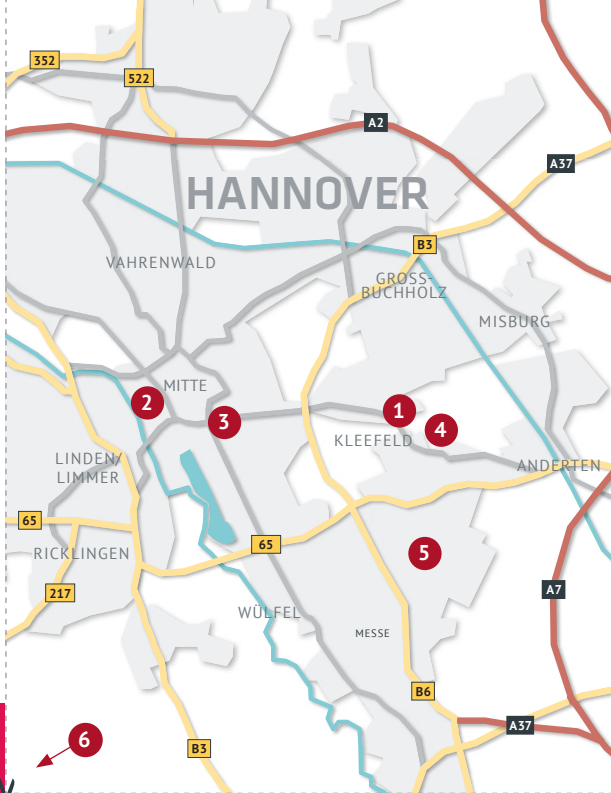 352
522
A2
A37
HANNOVER
B3
VAHRENWALD
GROSS-
BUCHHOLZ
MISBURG
MITTE
2
1
3
4
KLEEFELD
LINDEN/
LIMMER
ANDERTEN
65
65
5
RICKLINGEN
217
A7
WÜLFEL
MESSE
B6
A37
6
B3